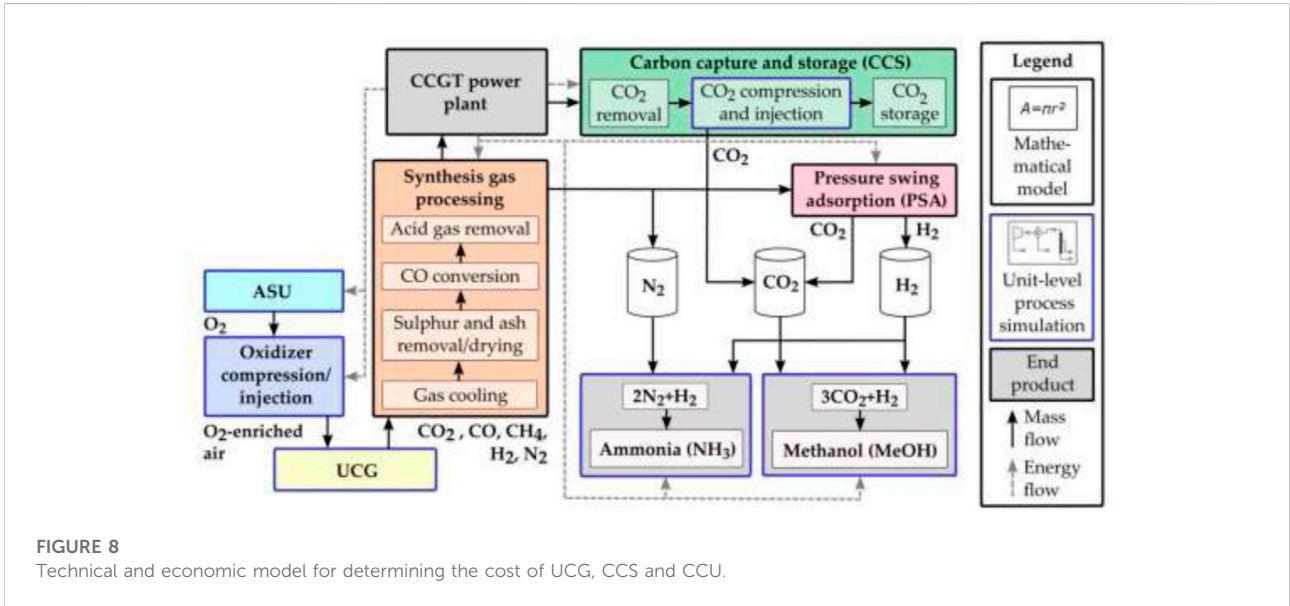 CCGT power
plant
Carbon capture and storage (CCS)
CO2
removal
CO2 compression
and injection
CO2
storage
CO2
Synthesis gas
processing
Acid gas removal
CO conversion
Sulphur and ash
removal/drying
Gas cooling
Pressure swing
adsorption (PSA)
CO2
H2
N2
CO2
H2
ASU
O2
Oxidizer
compression/
injection
O2-enriched
air
UCG
CO2 , CO, CH4,
H2, N2
2N2+H2
Ammonia (NH3)
3CO2+H2
Methanol (MeOH)
Legend
A=πr²
Mathe-
matical
model
Unit-level
process
simulation
End
product
Mass
flow
Energy
flow
FIGURE 8
Technical and economic model for determining the cost of UCG, CCS and CCU.